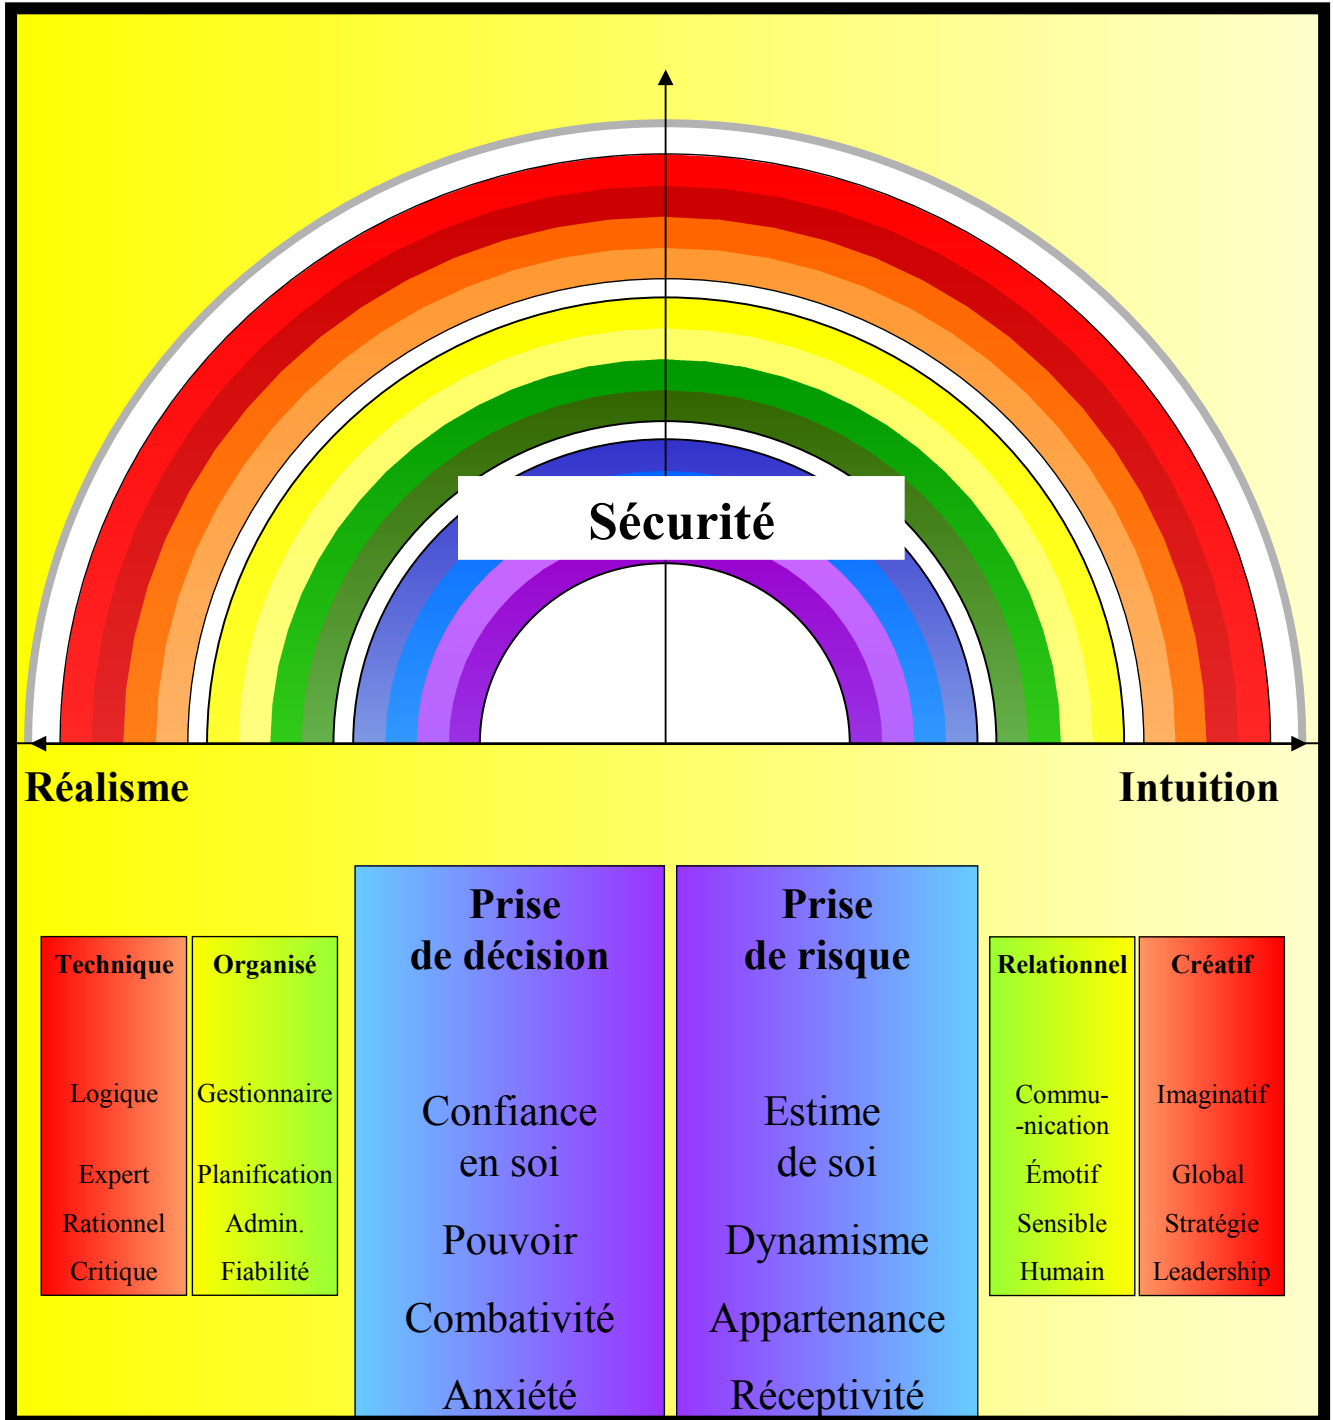 Sécurité
Réalisme
Intuition
Technique
Logique
Expert
Rationnel
Critique
Organisé
Gestionnaire
Planification
Admin.
Fiabilité
Prise
de décision
Confiance
en soi
Pouvoir
Combativité
Anxiété
Prise
de risque
Estime
de soi
Dynamisme
Appartenance
Réceptivité
Relationnel
Commu-
-nication
Émotif
Sensible
Humain
Créatif
Imaginatif
Global
Stratégie
Leadership